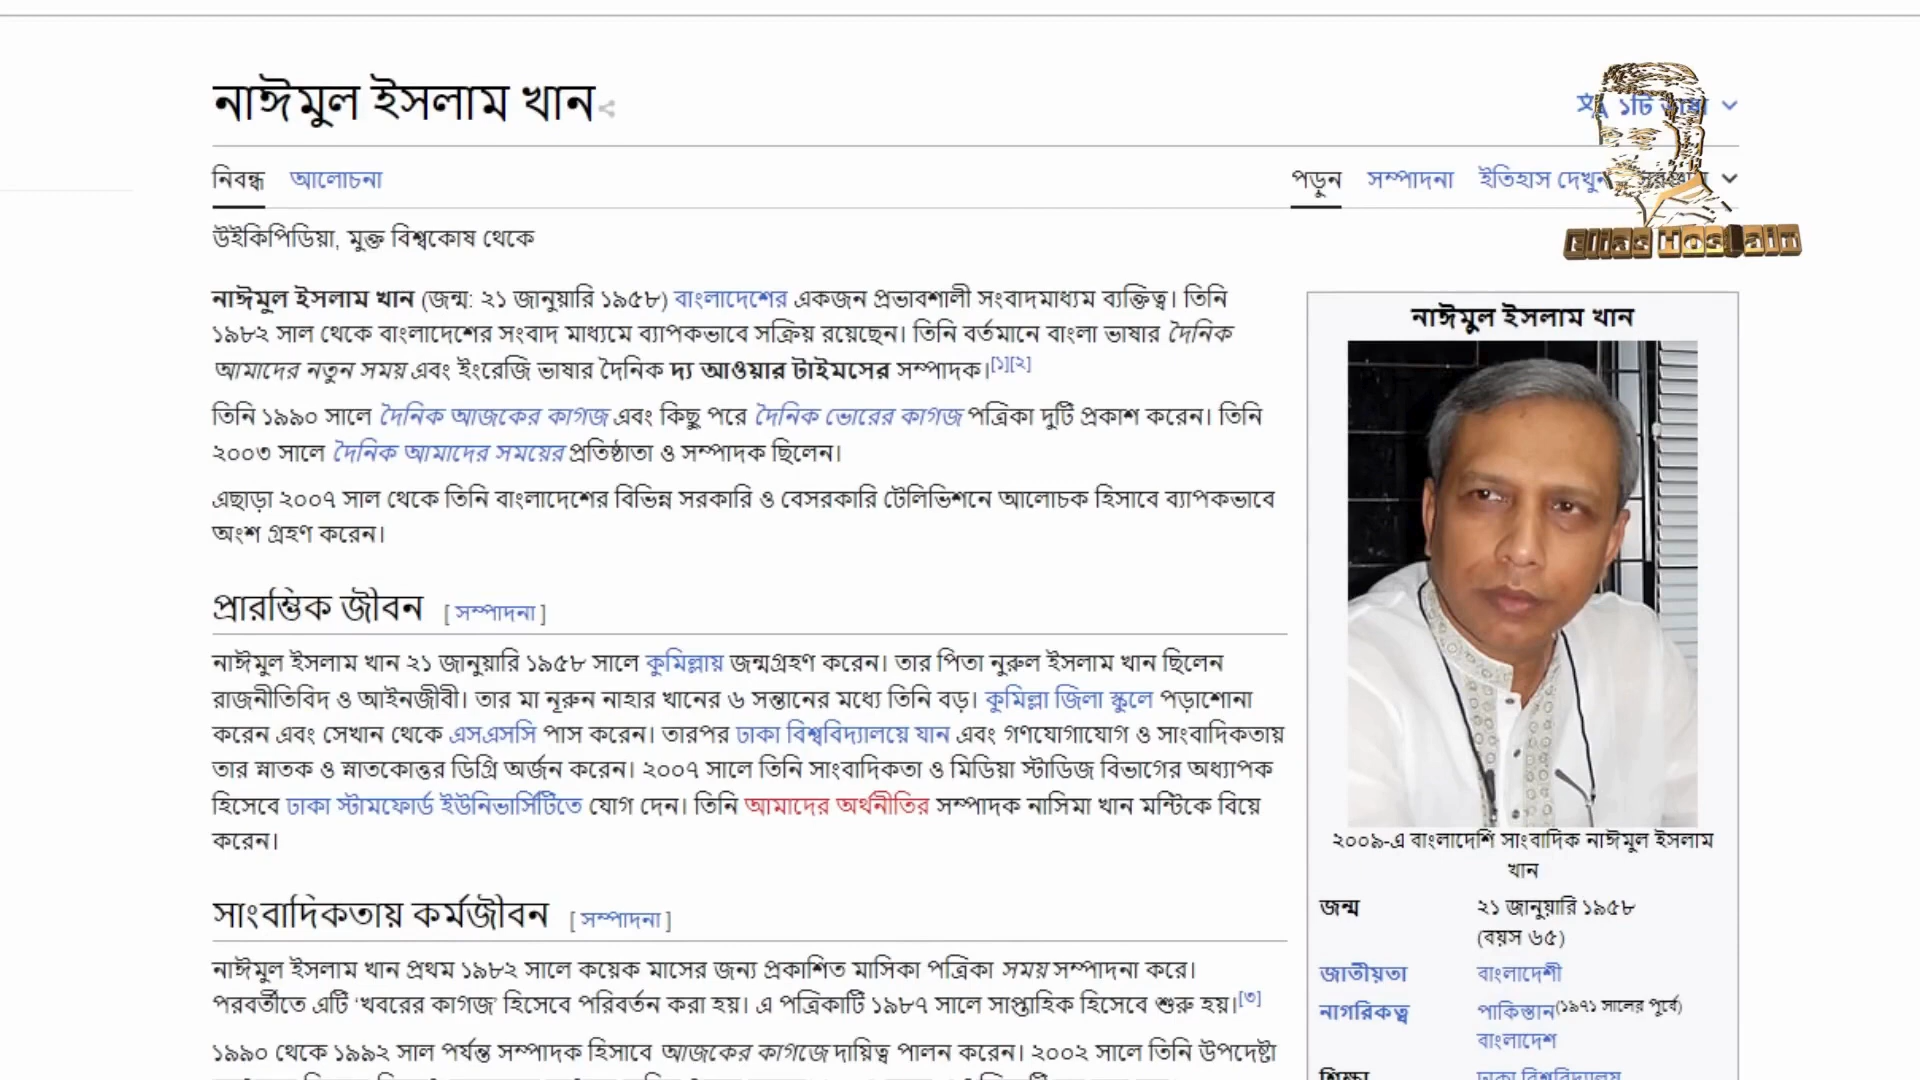 নাঈমুল ইসলাম খান
১টি
নিবন্ধ আলোচনা
পড়ুন সম্পাদনা ইতিহাস দেখুন
Elias Hossain
উইকিপিডিয়া, মুক্ত বিশ্বকোষ থেকে
নাঈমুল ইসলাম খান (জন্ম: ২১ জানুয়ারি ১৯৫৮) বাংলাদেশের একজন প্রভাবশালী সংবাদমাধ্যম ব্যক্তিত্ব। তিনি
১৯৮২ সাল থেকে বাংলাদেশের সংবাদ মাধ্যমে ব্যাপকভাবে সক্রিয় রয়েছেন। তিনি বর্তমানে বাংলা ভাষার দৈনিক
আমাদের নতুন সময় এবং ইংরেজি ভাষার দৈনিক দ্য আওয়ার টাইমসের সম্পাদক।[১][২]
তিনি ১৯৯০ সালে দৈনিক আজকের কাগজ এবং কিছু পরে দৈনিক ভোরের কাগজ পত্রিকা দুটি প্রকাশ করেন। তিনি
২০০৩ সালে দৈনিক আমাদের সময়ের প্রতিষ্ঠাতা ও সম্পাদক ছিলেন।
এছাড়া ২০০৭ সাল থেকে তিনি বাংলাদেশের বিভিন্ন সরকারি ও বেসরকারি টেলিভিশনে আলোচক হিসাবে ব্যাপকভাবে
অংশ গ্রহণ করেন।
প্রারম্ভিক জীবন [ সম্পাদনা ]
নাঈমুল ইসলাম খান ২১ জানুয়ারি ১৯৫৮ সালে কুমিল্লায় জন্মগ্রহণ করেন। তার পিতা নুরুল ইসলাম খান ছিলেন
রাজনীতিবিদ ও আইনজীবী। তার মা নূরুন নাহার খানের ৬ সন্তানের মধ্যে তিনি বড়। কুমিল্লা জিলা স্কুলে পড়াশোনা
করেন এবং সেখান থেকে এসএসসি পাস করেন। তারপর ঢাকা বিশ্ববিদ্যালয়ে যান এবং গণযোগাযোগ ও সাংবাদিকতায়
তার স্নাতক ও স্নাতকোত্তর ডিগ্রি অর্জন করেন। ২০০৭ সালে তিনি সাংবাদিকতা ও মিডিয়া স্টাডিজ বিভাগের অধ্যাপক
হিসেবে ঢাকা স্টামফোর্ড ইউনিভার্সিটিতে যোগ দেন। তিনি আমাদের অর্থনীতির সম্পাদক নাসিমা খান মন্টিকে বিয়ে
করেন।
সাংবাদিকতায় কর্মজীবন [ সম্পাদনা ]
নাঈমুল ইসলাম খান প্রথম ১৯৮২ সালে কয়েক মাসের জন্য প্রকাশিত মাসিকা পত্রিকা সময় সম্পাদনা করে।
পরবর্তীতে এটি ‘খবরের কাগজ’ হিসেবে পরিবর্তন করা হয়। এ পত্রিকাটি ১৯৮৭ সালে সাপ্তাহিক হিসেবে শুরু হয়।[৩]
১৯৯০ থেকে ১৯৯২ সাল পর্যন্ত সম্পাদক হিসাবে আজকের কাগজে দায়িত্ব পালন করেন। ২০০২ সালে তিনি উপদেষ্টা
নাঈমুল ইসলাম খান
২০০৯-এ বাংলাদেশি সাংবাদিক নাঈমুল ইসলাম
খান
জন্ম ২১ জানুয়ারি ১৯৫৮
(বয়স ৬৫)
জাতীয়তা বাংলাদেশী
নাগরিকত্ব পাকিস্তান(১৯৭১ সালের পূর্বে)
বাংলাদেশ
শিক্ষা ঢাকা বিশ্ববিদ্যালয়